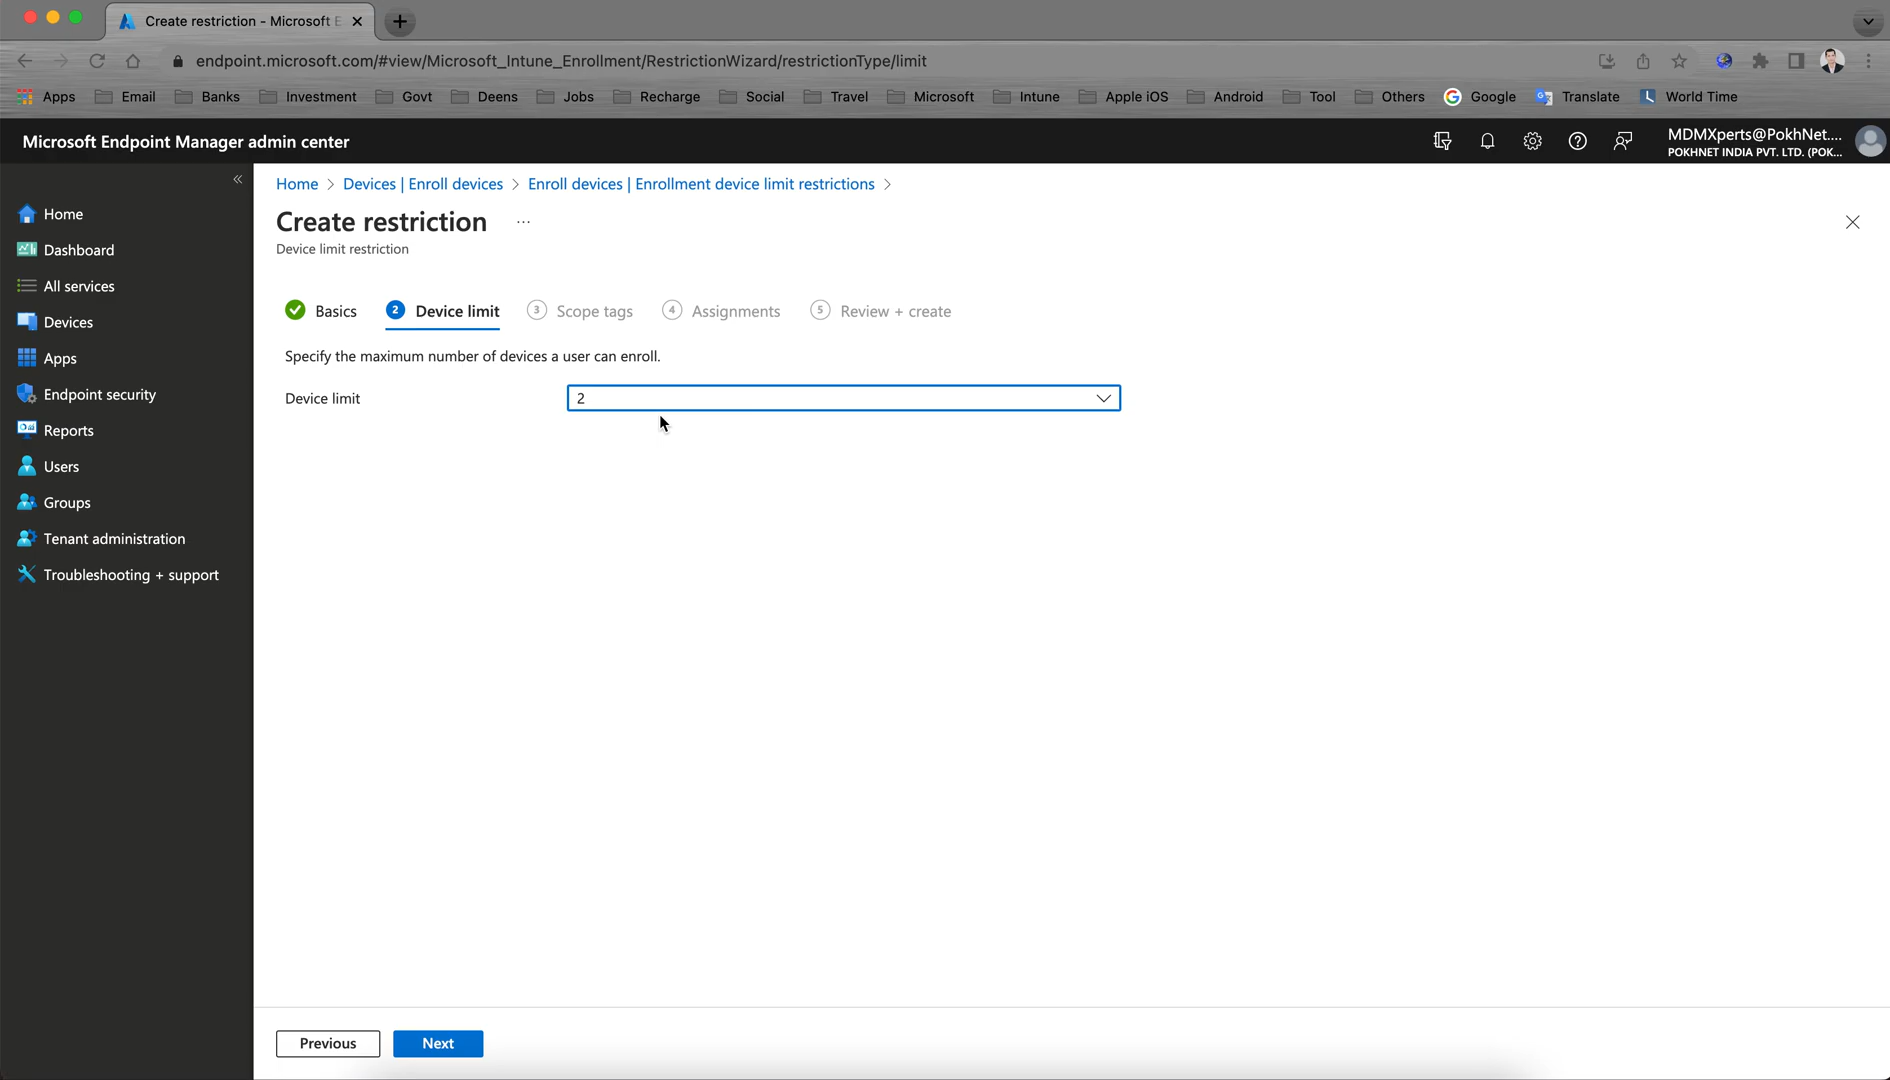 Create restriction - Microsoft E
endpoint.microsoft.com/#view/Microsoft_Intune_Enrollment/RestrictionWizard/restrictionType/limit
Apps Email Banks Investment Govt Deens Jobs Recharge Social Travel Microsoft Intune Apple iOS Android Tool Others Google Translate World Time
Microsoft Endpoint Manager admin center
MDMXperts@PokhNet....
POKHNET INDIA PVT. LTD. (POK...
Home > Devices | Enroll devices > Enroll devices | Enrollment device limit restrictions >
Create restriction ...
Device limit restriction
Home
Dashboard
All services
Devices
Apps
Endpoint security
Reports
Users
Groups
Tenant administration
Troubleshooting + support
Basics 2 Device limit 3 Scope tags 4 Assignments 5 Review + create
Specify the maximum number of devices a user can enroll.
Device limit 2
Previous Next